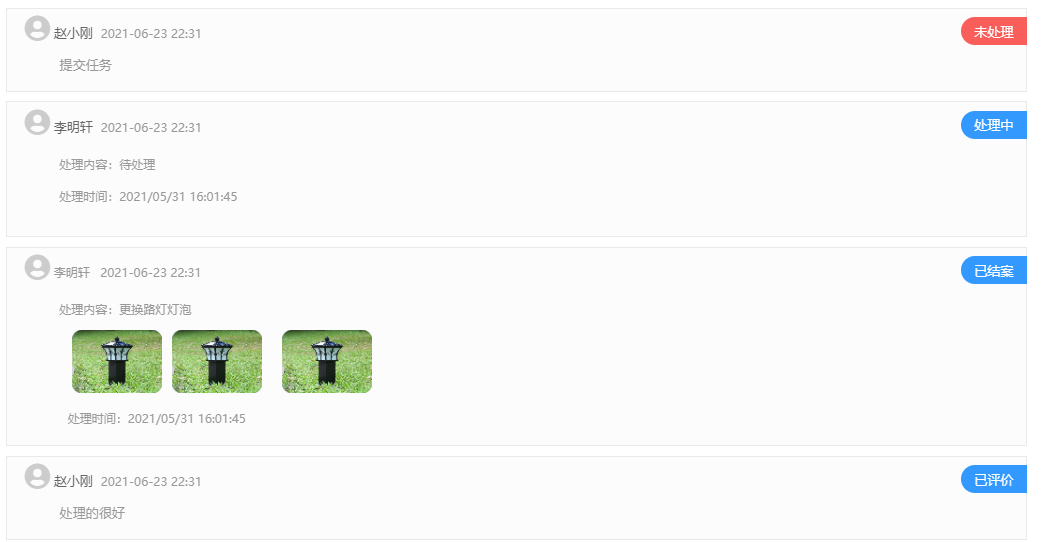 赵小刚 2021-06-23 22:31 未处理
提交任务
李明轩 2021-06-23 22:31 处理中
处理内容：待处理
处理时间：2021/05/31 16:01:45
李明轩 2021-06-23 22:31 已结案
处理内容：更换路灯灯泡
处理时间：2021/05/31 16:01:45
赵小刚 2021-06-23 22:31 已评价
处理的很好